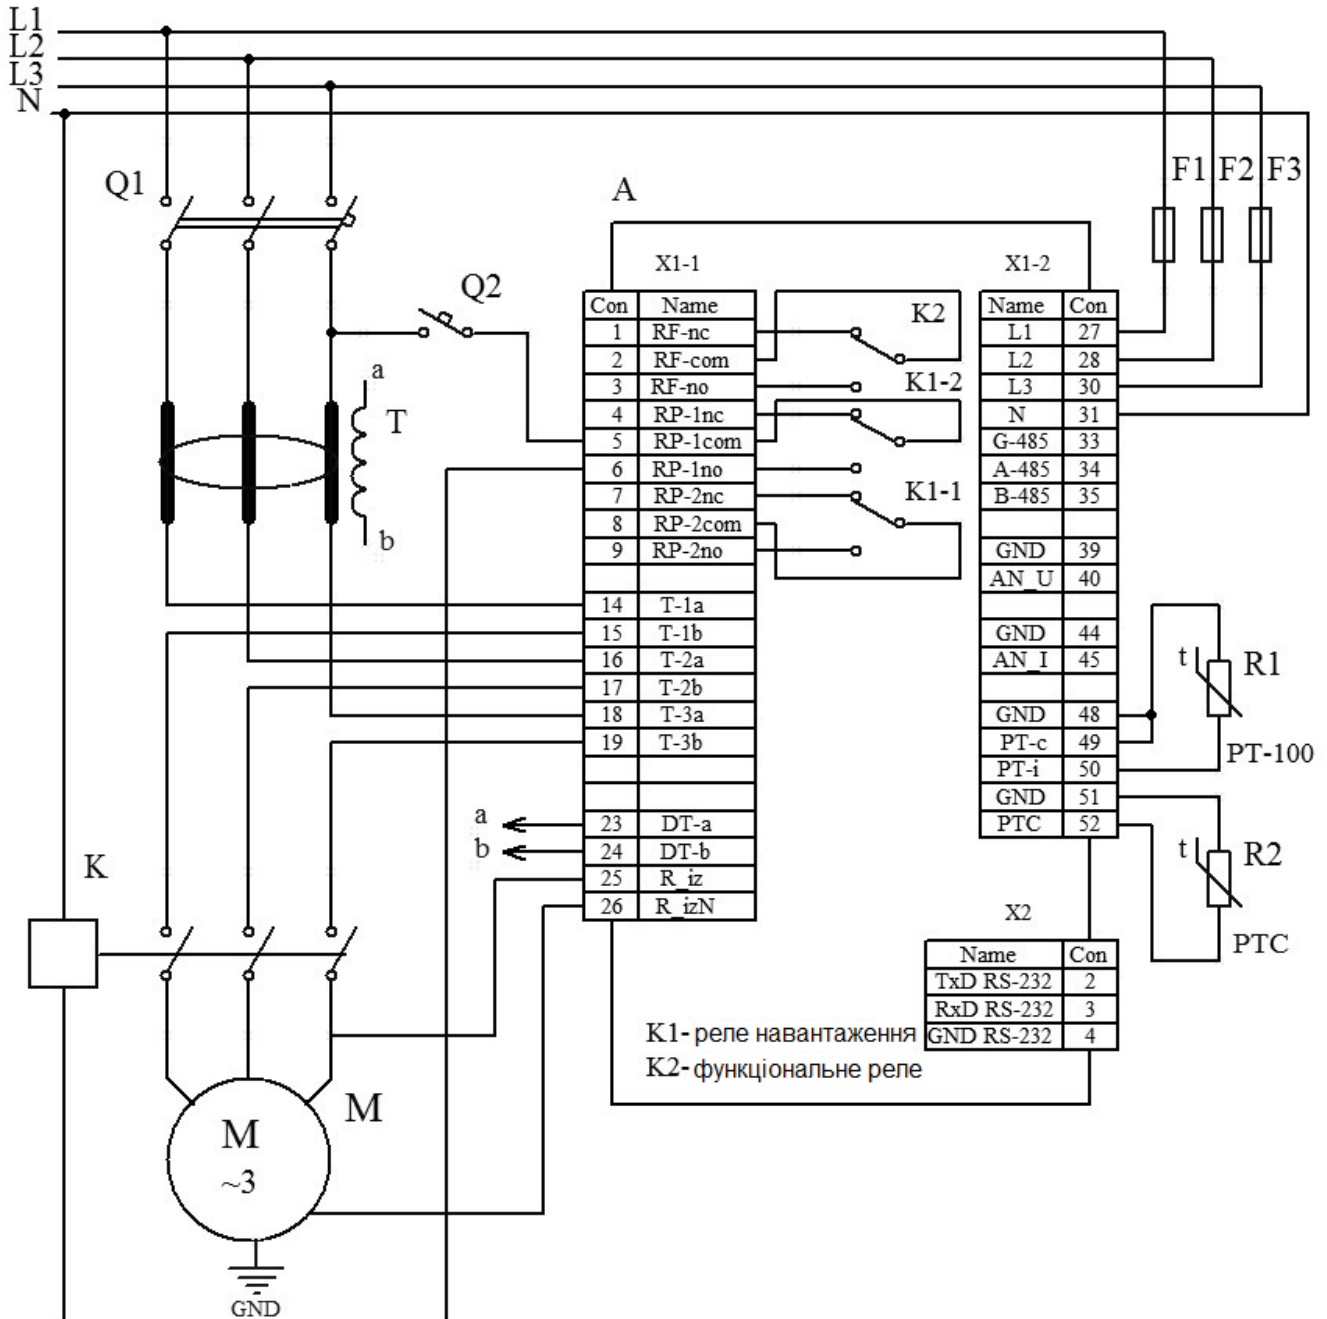 L1
L2
L3
N
Q1
A
F1 F2 F3
X1-1
X1-2
Q2
Con Name
1 RF-nc
2 RF-com
3 RF-no
4 RP-1nc
5 RP-1com
6 RP-1no
7 RP-2nc
8 RP-2com
9 RP-2no
14 T-1a
15 T-1b
16 T-2a
17 T-2b
18 T-3a
19 T-3b
23 DT-a
24 DT-b
25 R_iz
26 R_izN
K2
K1-2
K1-1
Name Con
L1 27
L2 28
L3 30
N 31
G-485 33
A-485 34
B-485 35
GND 39
AN_U 40
GND 44
AN_I 45
GND 48
PT-c 49
PT-i 50
GND 51
PTC 52
a
T
b
t R1
PT-100
t R2
PTC
a
b
K
X2
Name Con
TxD RS-232 2
RxD RS-232 3
GND RS-232 4
K1- реле навантаження
K2- функціональне реле
M
M
~3
GND